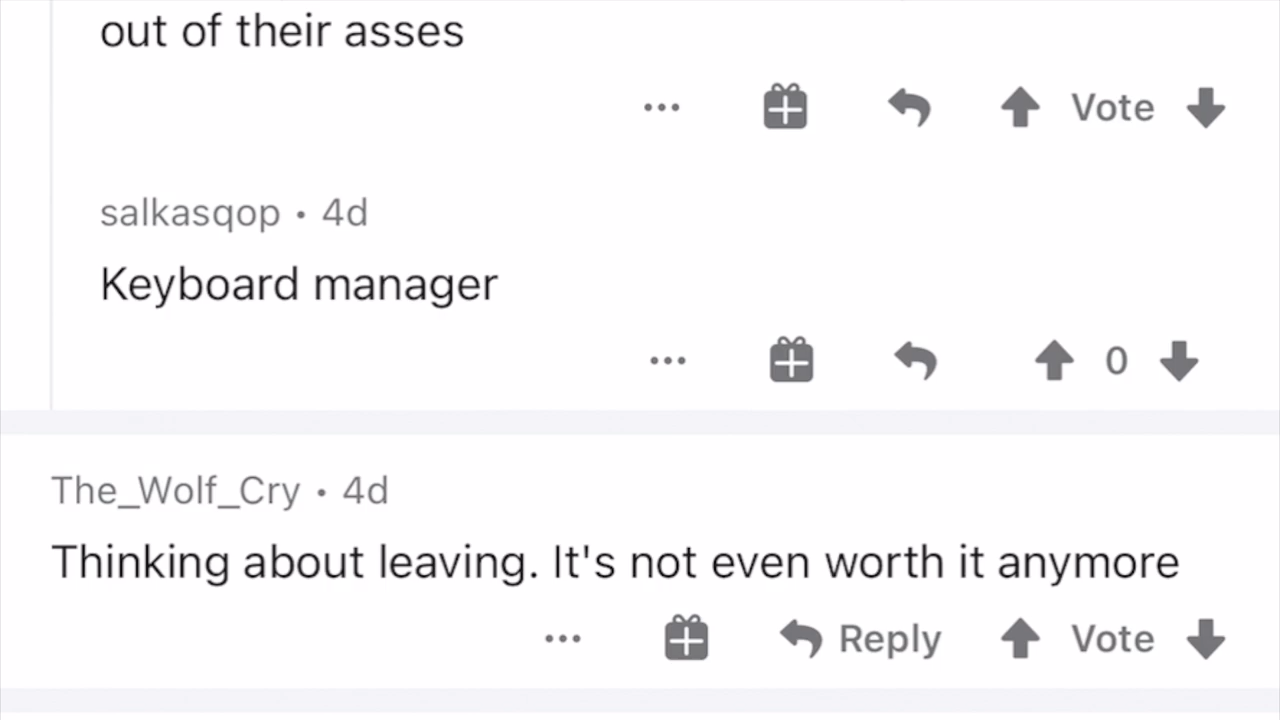 out of their asses
Vote
salkasqop • 4d
Keyboard manager
0
The_Wolf_Cry • 4d
Thinking about leaving. It's not even worth it anymore
Reply Vote